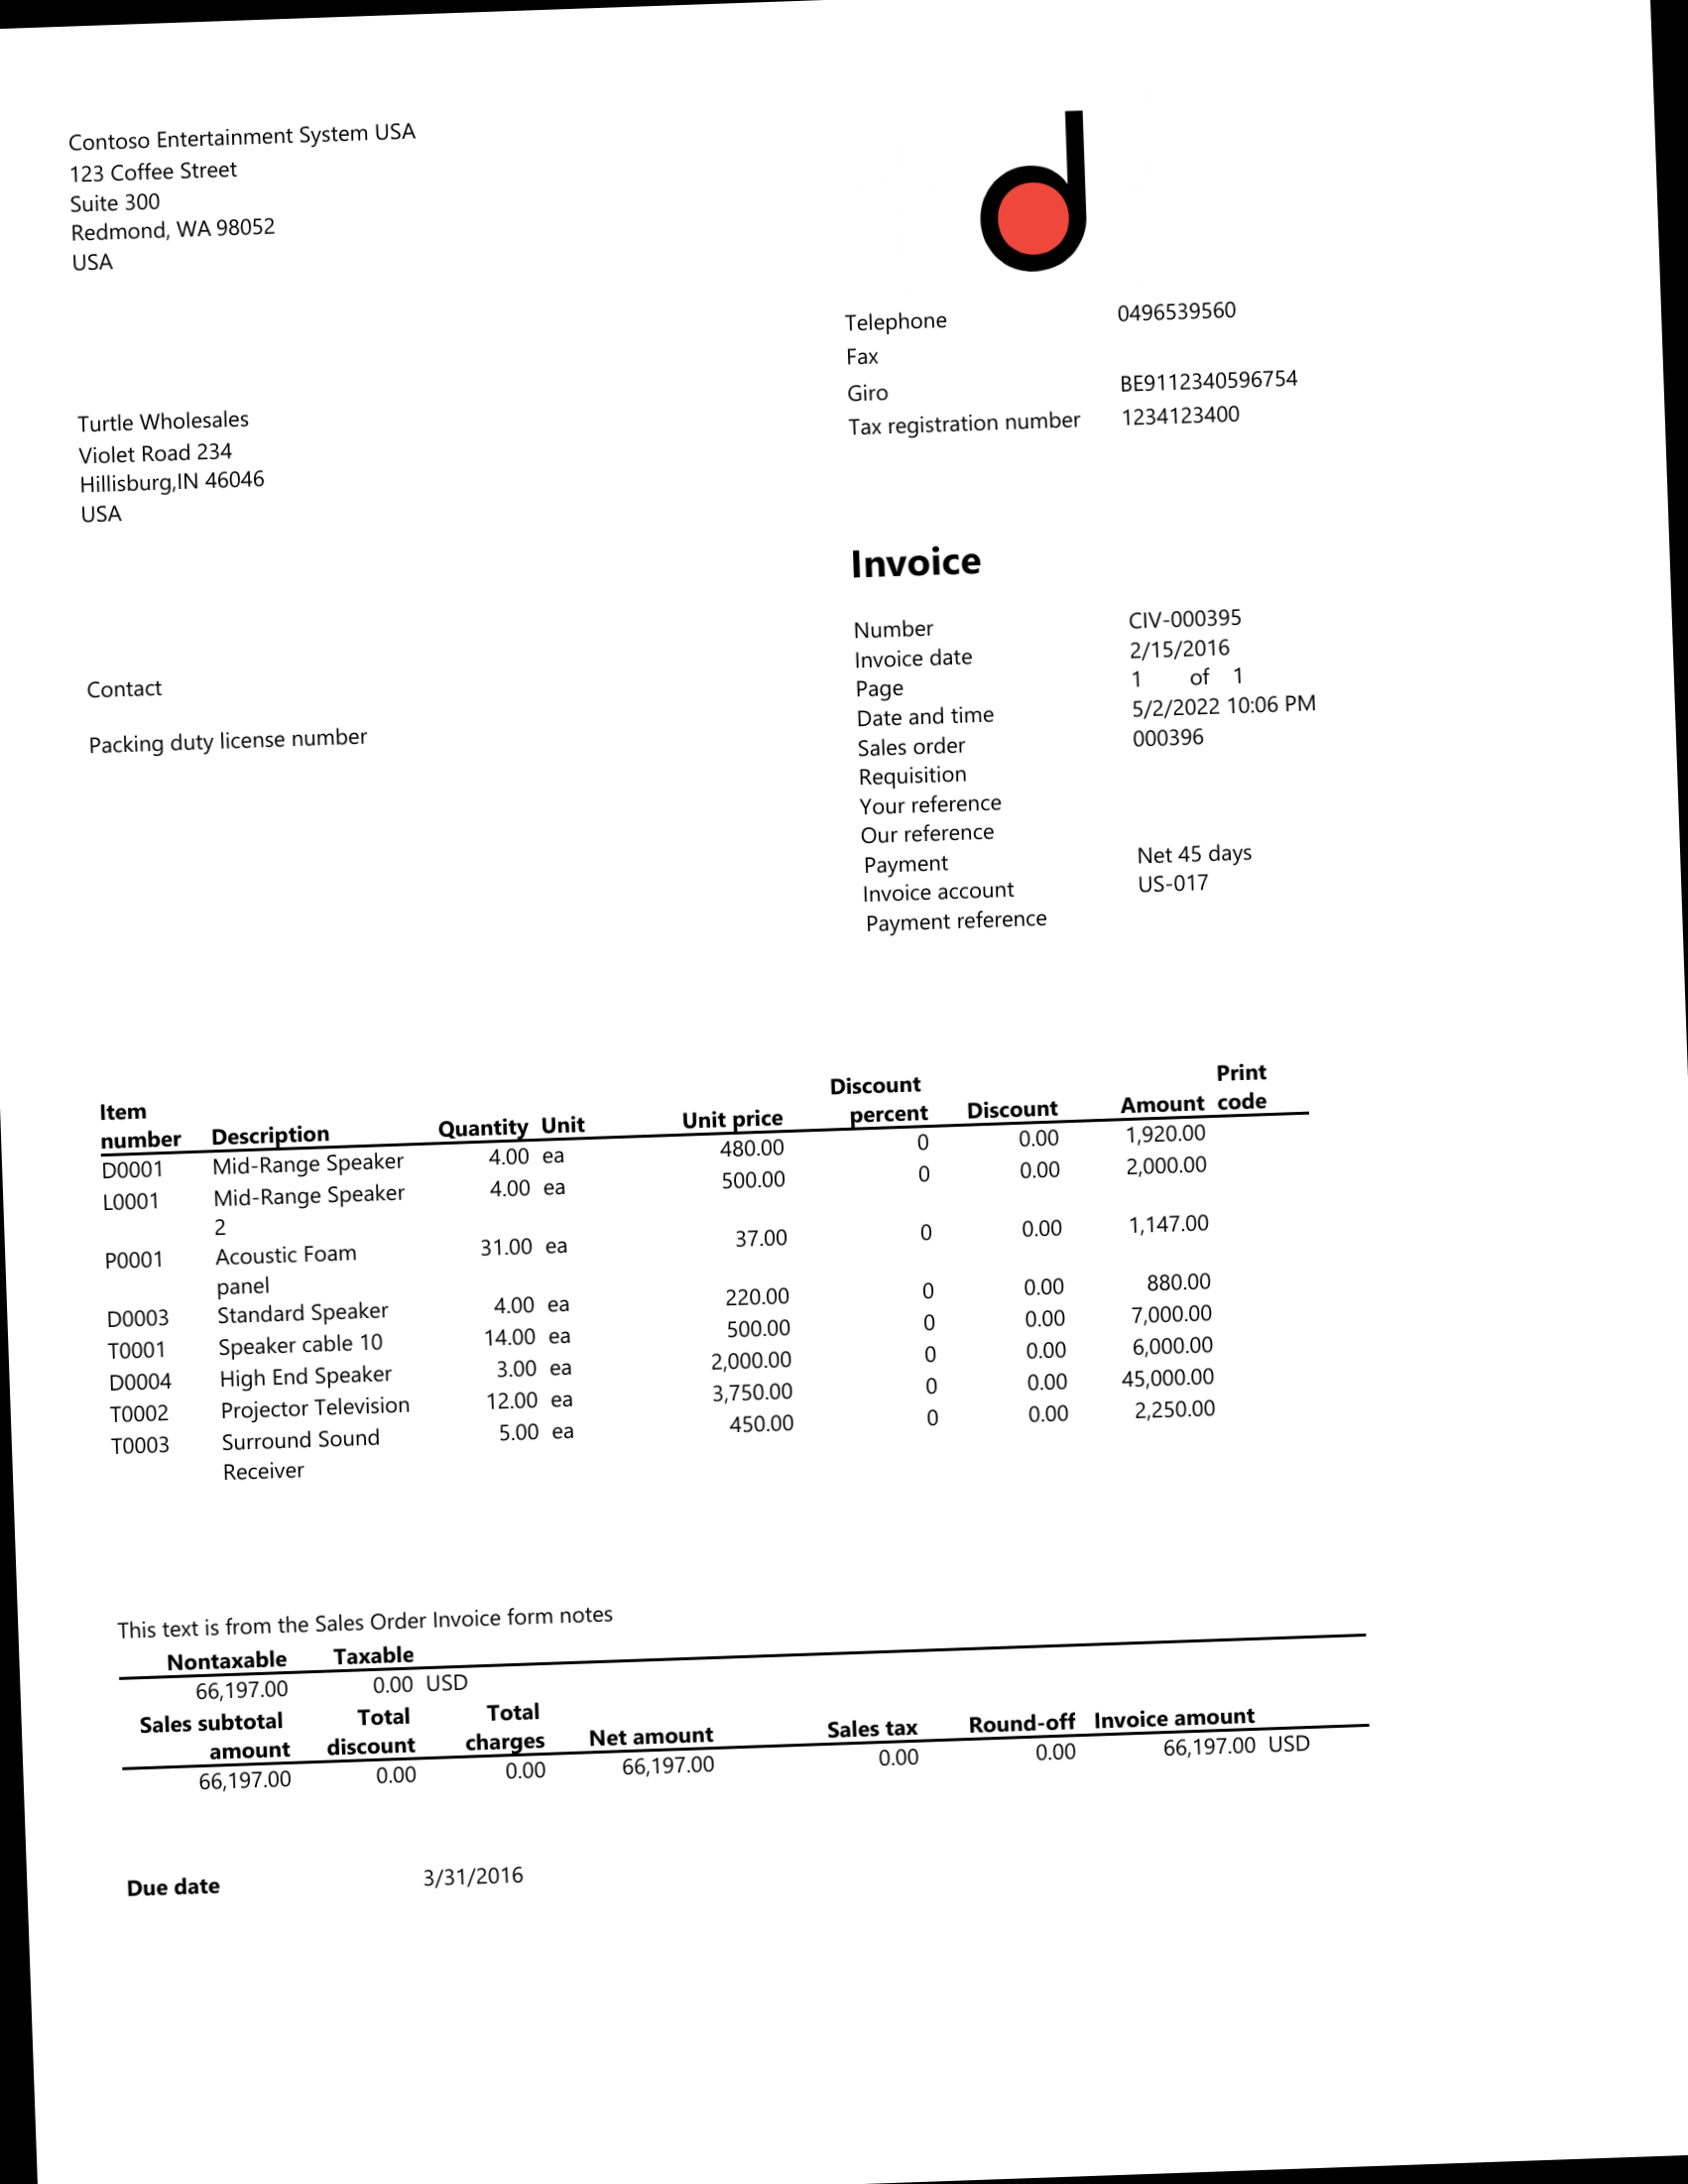 Contoso Entertainment System USA
123 Coffee Street
Suite 300
Redmond, WA 98052
USA
Telephone 0496539560
Fax
Giro BE9112340596754
Tax registration number 1234123400
Turtle Wholesales
Violet Road 234
Hillisburg,IN 46046
USA
Invoice
Number CIV-000395
Invoice date 2/15/2016
Page 1 of 1
Date and time 5/2/2022 10:06 PM
Sales order 000396
Requisition
Your reference
Our reference
Payment Net 45 days
Invoice account US-017
Payment reference
Contact
Packing duty license number
Item number Description Quantity Unit Unit price Discount percent Discount Amount Print code
D0001 Mid-Range Speaker 4.00 ea 480.00 0 0.00 1,920.00
L0001 Mid-Range Speaker 4.00 ea 500.00 0 0.00 2,000.00
2
P0001 Acoustic Foam 31.00 ea 37.00 0 0.00 1,147.00
panel
D0003 Standard Speaker 4.00 ea 220.00 0 0.00 880.00
T0001 Speaker cable 10 14.00 ea 500.00 0 0.00 7,000.00
D0004 High End Speaker 3.00 ea 2,000.00 0 0.00 6,000.00
T0002 Projector Television 12.00 ea 3,750.00 0 0.00 45,000.00
T0003 Surround Sound 5.00 ea 450.00 0 0.00 2,250.00
Receiver
This text is from the Sales Order Invoice form notes
Nontaxable Taxable
66,197.00 0.00 USD
Sales subtotal amount Total discount Total charges Net amount Sales tax Round-off Invoice amount
66,197.00 0.00 0.00 66,197.00 0.00 0.00 66,197.00 USD
Due date 3/31/2016